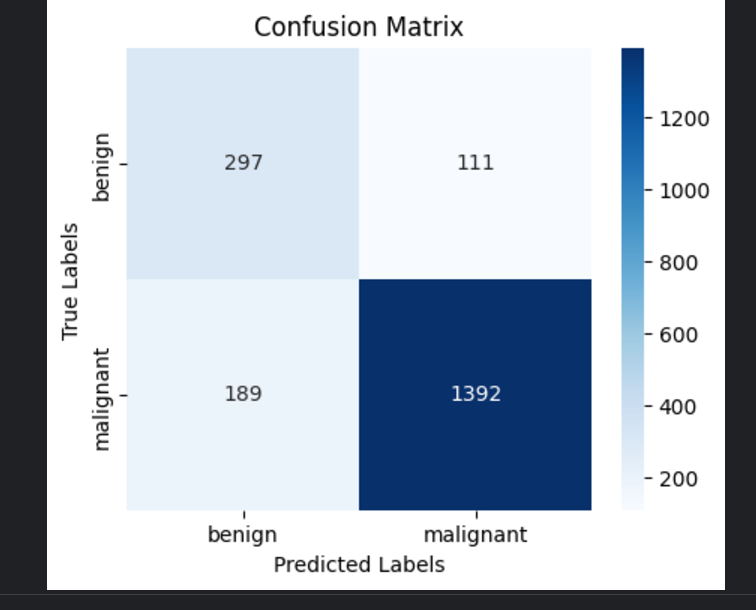 Confusion Matrix
True Labels
benign
297
111
malignant
189
1392
benign
malignant
Predicted Labels
1200
1000
800
600
400
200